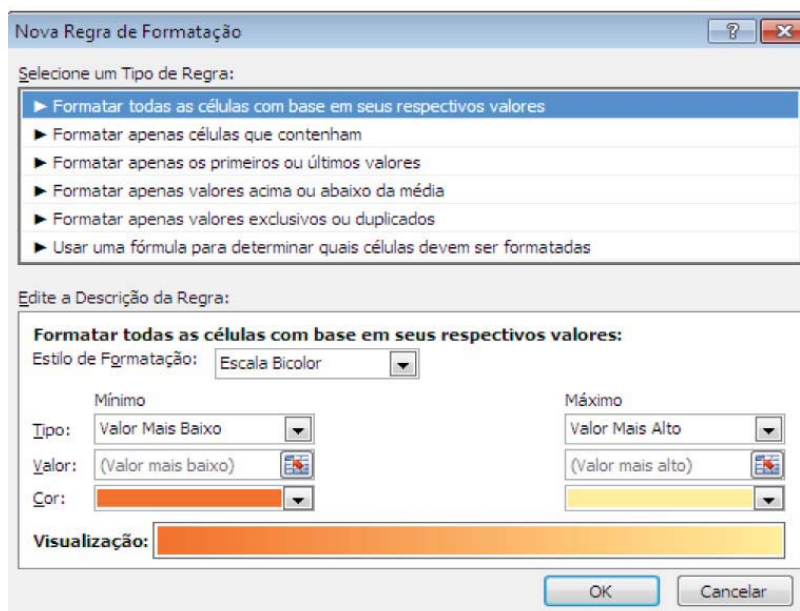 Nova Regra de Formatação
Selecione um Tipo de Regra:
► Formatar todas as células com base em seus respectivos valores
► Formatar apenas células que contenham
► Formatar apenas os primeiros ou últimos valores
► Formatar apenas valores acima ou abaixo da média
► Formatar apenas valores exclusivos ou duplicados
► Usar uma fórmula para determinar quais células devem ser formatadas
Edite a Descrição da Regra:
Formatar todas as células com base em seus respectivos valores:
Estilo de Formatação: Escala Bicolor
Mínimo Máximo
Tipo: Valor Mais Baixo Valor Mais Alto
Valor: (Valor mais baixo) (Valor mais alto)
Cor:
Visualização:
OK Cancelar